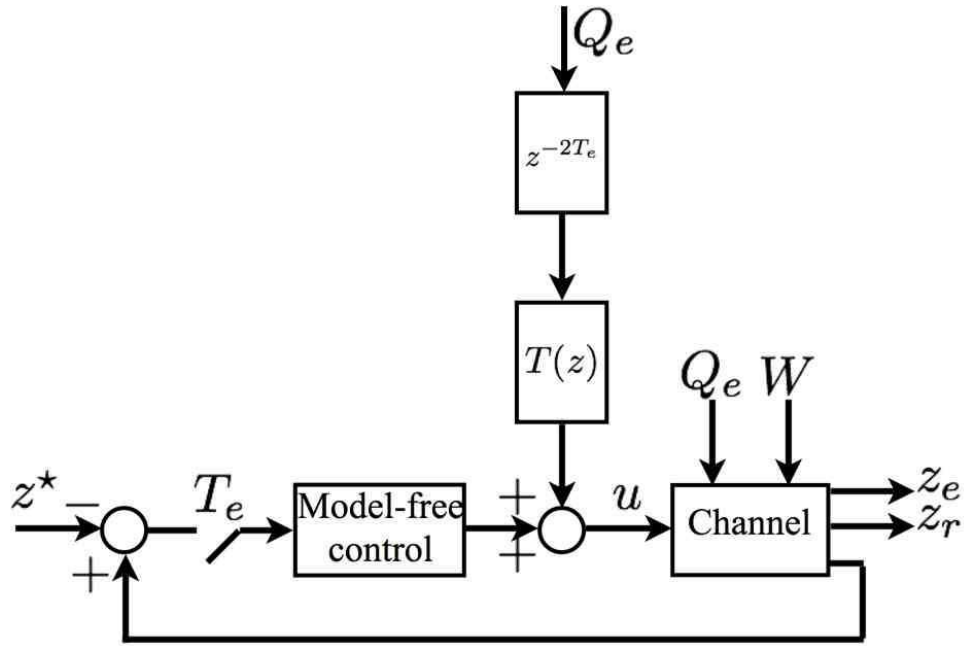 Q_e
z^{-2T_e}
T(z)
Q_e W
z^⋆ − T_e Model-free control + + u Channel z_e
z_r
+